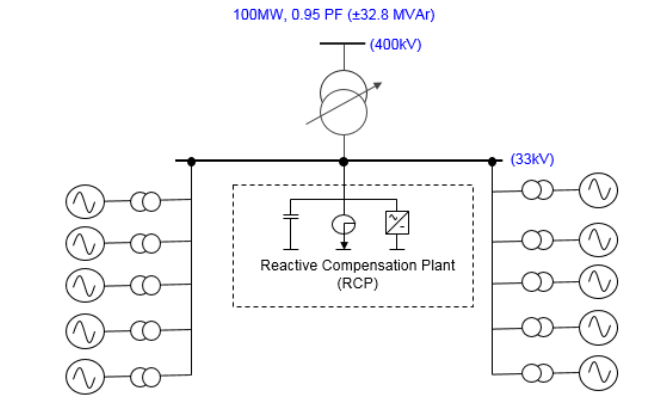 100MW, 0.95 PF (±32.8 MVAr)
(400kV)
(33kV)
Reactive Compensation Plant
(RCP)